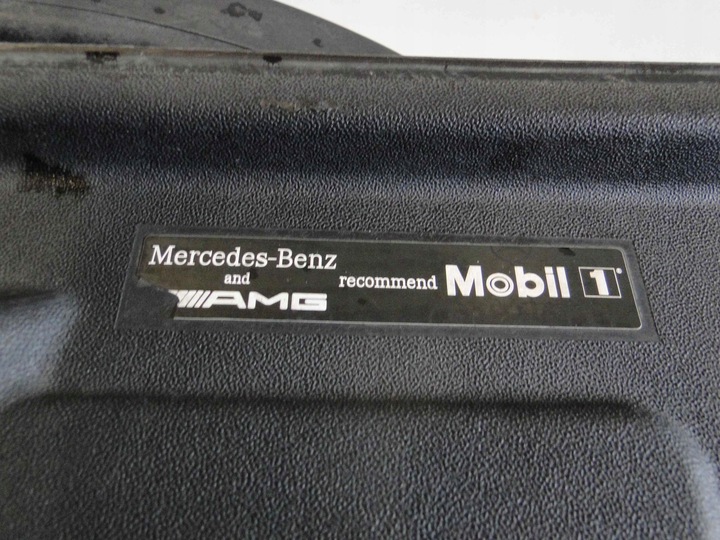 Mercedes-Benz
and
AMG
recommend Mobil 1